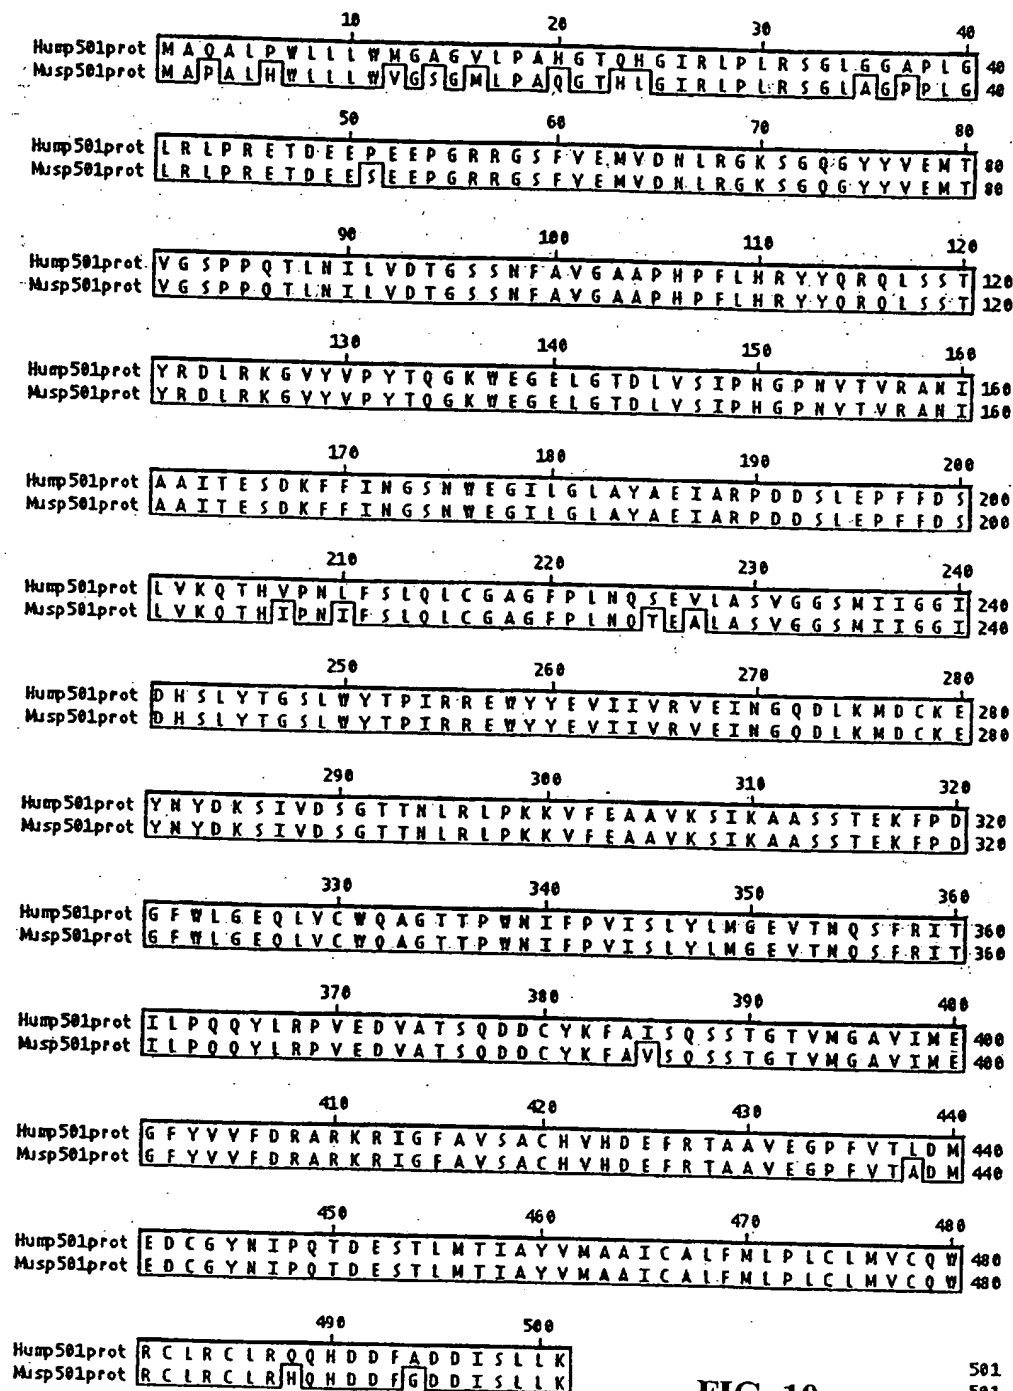 10 20 30 40
Hump501prot M A Q A L P W L L L W M G A G V L P A H G T Q H G I R L P L R S G L G G A P L G 40
Musp501prot M A P A L H W L L L W V G S G M L P A Q G T H L G I R L P L R S G L A G P P L G 40
50 60 70 80
Hump501prot L R L P R E T D E E P E E P G R R G S F V E M V D N L R G K S G Q G Y Y V E M T 80
Musp501prot L R L P R E T D E E S E E P G R R G S F V E M V D N L R G K S G Q G Y Y V E M T 80
90 100 110 120
Hump501prot V G S P P Q T L N I L V D T G S S N F A V G A A P H P F L H R Y Y Q R Q L S S T 120
Musp501prot V G S P P Q T L N I L V D T G S S N F A V G A A P H P F L H R Y Y Q R Q L S S T 120
130 140 150 160
Hump501prot Y R D L R K G V Y V P Y T Q G K W E G E L G T D L V S I P H G P N V T V R A N I 160
Musp501prot Y R D L R K G V Y V P Y T Q G K W E G E L G T D L V S I P H G P N V T V R A N I 160
170 180 190 200
Hump501prot A A I T E S D K F F I N G S N W E G I L G L A Y A E I A R P D D S L E P F F D S 200
Musp501prot A A I T E S D K F F I N G S N W E G I L G L A Y A E I A R P D D S L E P F F D S 200
210 220 230 240
Hump501prot L V K Q T H V P N L F S L Q L C G A G F P L N Q S E V L A S V G G S M I I G G I 240
Musp501prot L V K Q T H I P N I F S L Q L C G A G F P L N Q T E A L A S V G G S M I I G G I 240
250 260 270 280
Hump501prot D H S L Y T G S L W Y T P I R R E W Y Y E V I I V R V E I N G Q D L K M D C K E 280
Musp501prot D H S L Y T G S L W Y T P I R R E W Y Y E V I I V R V E I N G Q D L K M D C K E 280
290 300 310 320
Hump501prot Y N Y D K S I V D S G T T N L R L P K K V F E A A V K S I K A A S S T E K F P D 320
Musp501prot Y N Y D K S I V D S G T T N L R L P K K V F E A A V K S I K A A S S T E K F P D 320
330 340 350 360
Hump501prot G F W L G E Q L V C W Q A G T T P W N I F P V I S L Y L M G E V T N Q S F R I T 360
Musp501prot G F W L G E Q L V C W Q A G T T P W N I F P V I S L Y L M G E V T N Q S F R I T 360
370 380 390 400
Hump501prot I L P Q Q Y L R P V E D V A T S Q D D C Y K F A I S Q S S T G T V M G A V I M E 400
Musp501prot I L P Q Q Y L R P V E D V A T S Q D D C Y K F A V S Q S S T G T V M G A V I M E 400
410 420 430 440
Hump501prot G F Y V V F D R A R K R I G F A V S A C H V H D E F R T A A V E G P F V T L D M 440
Musp501prot G F Y V V F D R A R K R I G F A V S A C H V H D E F R T A A V E G P F V T A D M 440
450 460 470 480
Hump501prot E D C G Y N I P Q T D E S T L M T I A Y V M A A I C A L F M L P L C L M V C Q W 480
Musp501prot E D C G Y N I P Q T D E S T L M T I A Y V M A A I C A L F M L P L C L M V C Q W 480
490 500
Hump501prot R C L R C L R Q Q H D D F A D D I S L L K 501
Musp501prot R C L R C L R H Q H D D F G D D I S L L K 501